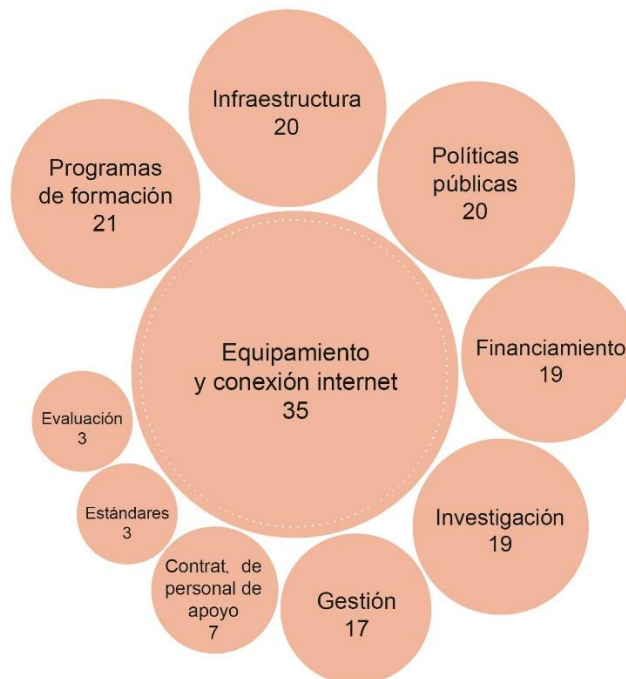 Infraestructura
20
Políticas
públicas
20
Programas
de formación
21
Financiamiento
19
Equipamiento
y conexión internet
35
Evaluación
3
Estándares
3
Investigación
19
Contrat. de
personal de
apoyo
7
Gestión
17